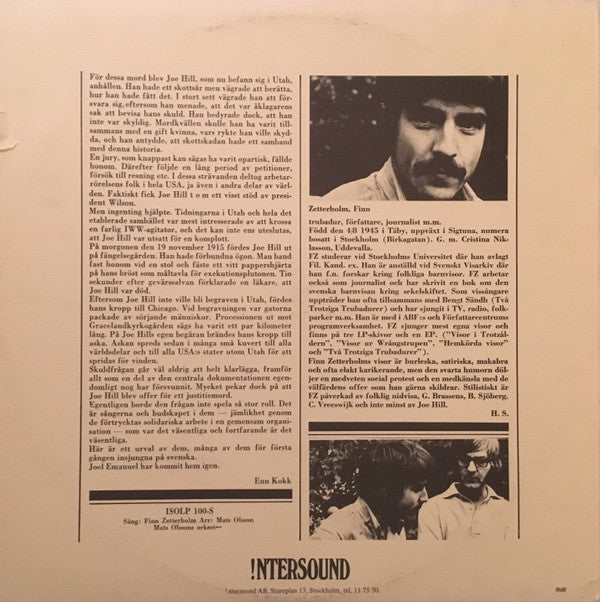 För dessa mord blev Joe Hill, som nu befann sig i Utah,
anhållen. Han hade ett skottsår men vägrade att berätta,
hur han hade fått det. I stort sett vägrade han att för-
svara sig, eftersom han menade, att det var åklagarens
sak att bevisa hans skuld. Han bedyrade dock, att han
inte var skyldig. Mordkvällen skulle han ha varit till-
sammans med en gift kvinna, vars rykte han ville skyd-
da, och han antydde, att skottskadan hade ett samband
med denna historia.
En jury, som knappast kan sägas ha varit opartisk, fällde
honom. Därefter följde en lång period av petitioner,
försök till resning etc. I dessa strävanden deltog arbetar-
rörelsens folk i hela USA, ja även i andra delar av värl-
den. Faktiskt fick Joe Hill t o m ett visst stöd av presi-
dent Wilson.
Men ingenting hjälpte. Tidningarna i Utah och hela det
etablerade samhället var mest intresserade av att krossa
en farlig IWW-agitator, och det kan inte ens uteslutas,
att Joe Hill var utsatt för en komplott.
På morgonen den 19 november 1915 fördes Joe Hill ut
på fängelsegården. Han hade förbundna ögon. Man band
fast honom vid en stol och fäste ett vitt pappershjärta
på hans bröst som måltavla för exekutionsplutonen. Tio
sekunder efter gevärssalvan förklarade en läkare, att
Joe Hill var död.
Eftersom Joe Hill inte ville bli begraven i Utah, fördes
hans kropp till Chicago. Vid begravningen var gatorna
packade av sörjande människor. Processionen ut mot
Gracelandkyrkogården sägs ha varit ett par kilometer
lång. På Joe Hills egen begäran brändes hans kropp till
aska. Askan spreds sedan i många små kuvert till alla
världsdelar och till alla USA:s stater utom Utah för att
spridas för vinden.
Skuldfrågan går väl aldrig att helt klarlägga, framför
allt som en del av den centrala dokumentationen egen-
domligt nog har försvunnit. Mycket pekar dock på att
Joe Hill blev offer för ett justitiemord.
Egentligen borde den frågan inte spela så stor roll. Det
är sångerna och budskapet i dem — jämlikhet genom
de förtrycktas solidariska arbete i en gemensam organi-
sation — som var det väsentliga och fortfarande är det
väsentliga.
Här är ett urval av dem, många av dem för första
gången insjungna på svenska.
Joel Emanuel har kommit hem igen.
Enn Kokk
ISOLP 100-S
Sång: Finn Zetterholm Arr: Mats Olsson
Mats Olssons orkester
Zetterholm, Finn
trubadur, författare, journalist m.m.
Född den 4/8 1945 i Täby, uppväxt i Sigtuna, numera
bosatt i Stockholm (Birkagatan). G. m. Cristina Nik-
lasson, Uddevalla.
FZ studerar vid Stockholms Universitet där han avlagt
Fil. Kand. ex. Han är anställd vid Svenskt Visarkiv där
han f.n. forskar kring folkliga barnvisor. FZ arbetar
också som journalist och har skrivit en bok om den
svenska barnvisan kring sekelskiftet. Som vissångare
uppträder han ofta tillsammans med Bengt Sändh (Två
Trotziga Trubadurer) och har sjungit i TV, radio, folk-
parker m.m. Han är med i ABF:s och Författarcentrums
programverksamhet. FZ sjunger mest egna visor och
finns på tre LP-skivor och en EP. ("Visor i Trotzål-
dern", "Visor ur Wrångstrupen", "Hemkörda visor"
och "Två Trotziga Trubadurer").
Finn Zetterholms visor är burleska, satiriska, makabra
och ofta elakt karikerande, men den svarta humorn döl-
jer en medveten social protest och en medkänsla med de
välfärdens offer som han gärna skildrar. Stilistiskt är
FZ påverkad av folklig nidvisa, G. Brassens, B. Sjöberg,
C. Vreeswijk och inte minst av Joe Hill.
H. S.
!NTERSOUND
!ntersound AB, Stureplan 13, Stockholm, tel. 11 75 50.